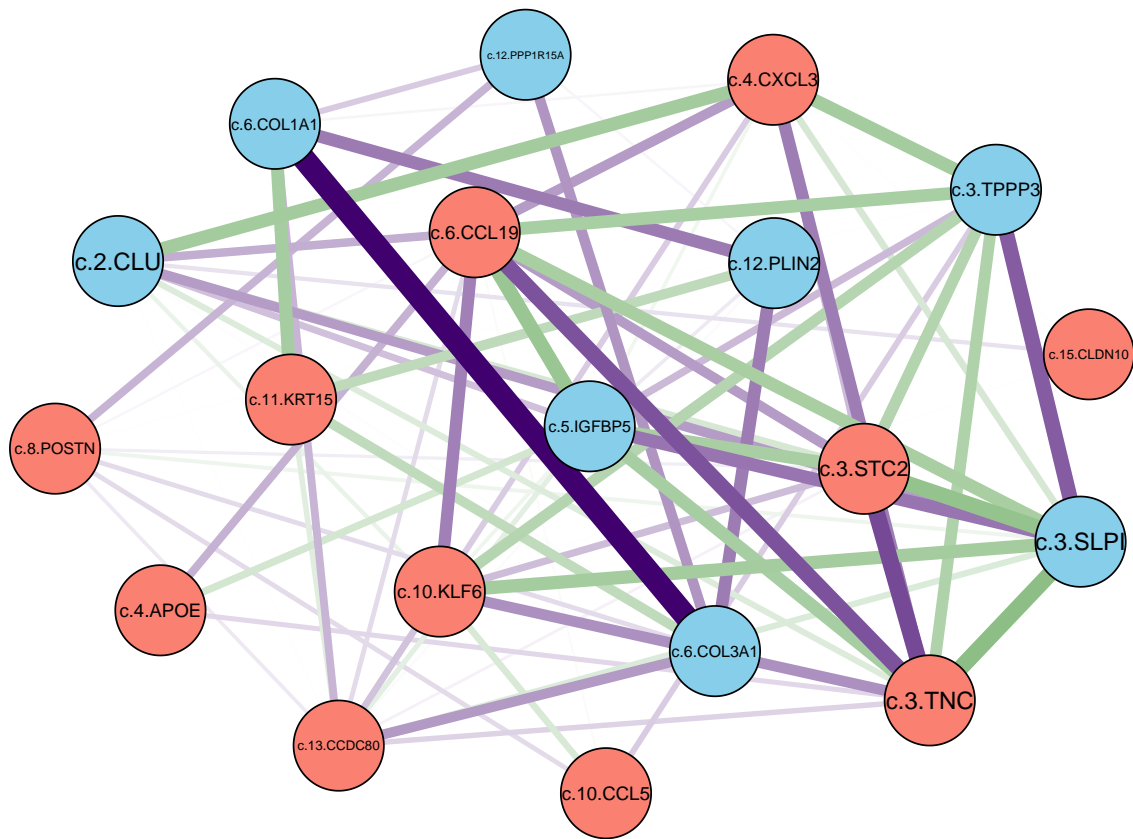 c.12.PPP1R15A
c.4.CXCL3
c.6.COL1A1
c.3.TPPP3
c.6.CCL19
c.2.CLU
c.12.PLIN2
c.15.CLDN10
c.11.KRT15
c.5.IGFBP5
c.8.POSTN
c.3.STC2
c.3.SLPI
c.10.KLF6
c.4.APOE
c.6.COL3A1
c.3.TNC
c.13.CCDC80
c.10.CCL5